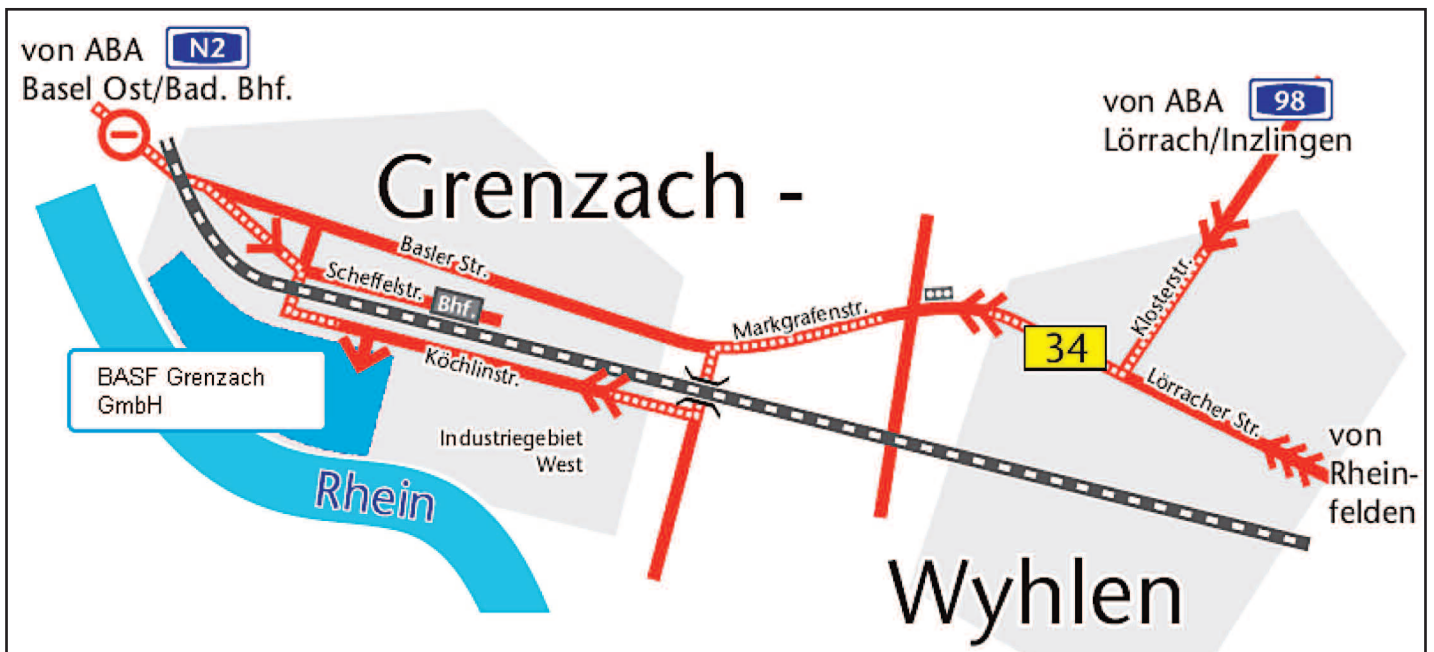 von ABA N2
Basel Ost/Bad. Bhf.
von ABA 98
Lörrach/Inzlingen
Grenzach -
Basler Str.
Scheffelstr.
Bhf.
Markgrafenstr.
Klosterstr.
34
Köchlinstr.
Lörracher Str.
BASF Grenzach
GmbH
Industriegebiet
West
von
Rhein-
felden
Rhein
Wyhlen